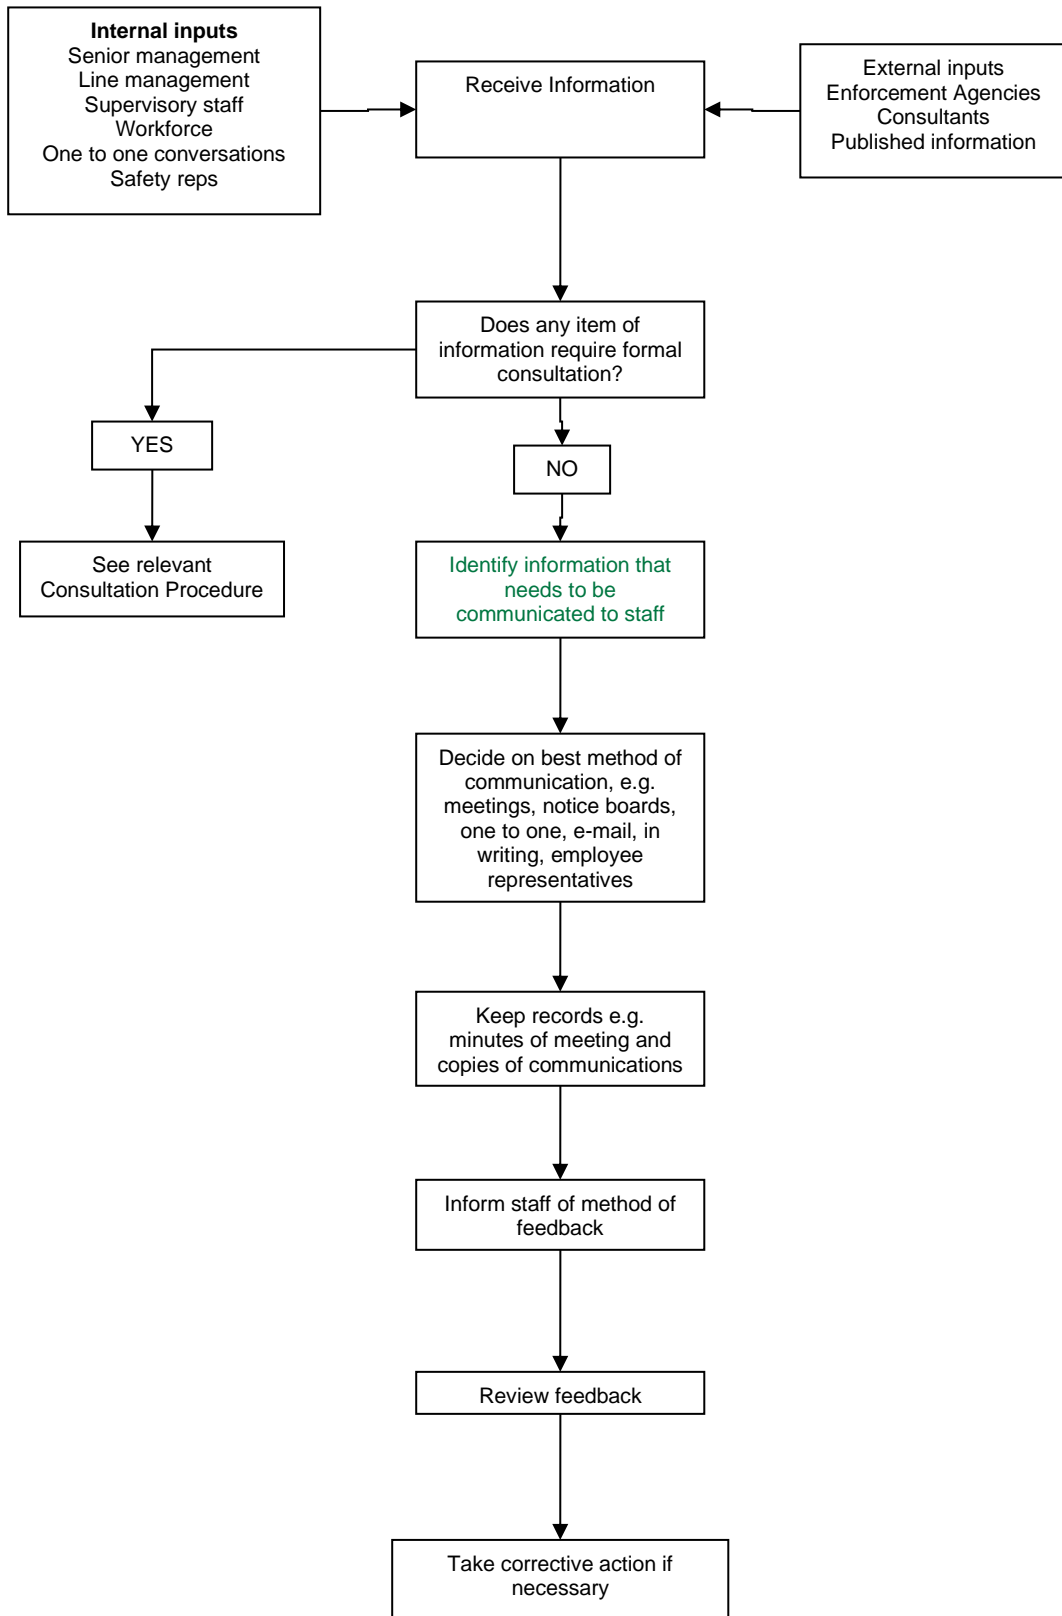 Internal inputs
Senior management
Line management
Supervisory staff
Workforce
One to one conversations
Safety reps
Receive Information
External inputs
Enforcement Agencies
Consultants
Published information
Does any item of
information require formal
consultation?
YES
NO
See relevant
Consultation Procedure
Identify information that
needs to be
communicated to staff
Decide on best method of
communication, e.g.
meetings, notice boards,
one to one, e-mail, in
writing, employee
representatives
Keep records e.g.
minutes of meeting and
copies of communications
Inform staff of method of
feedback
Review feedback
Take corrective action if
necessary